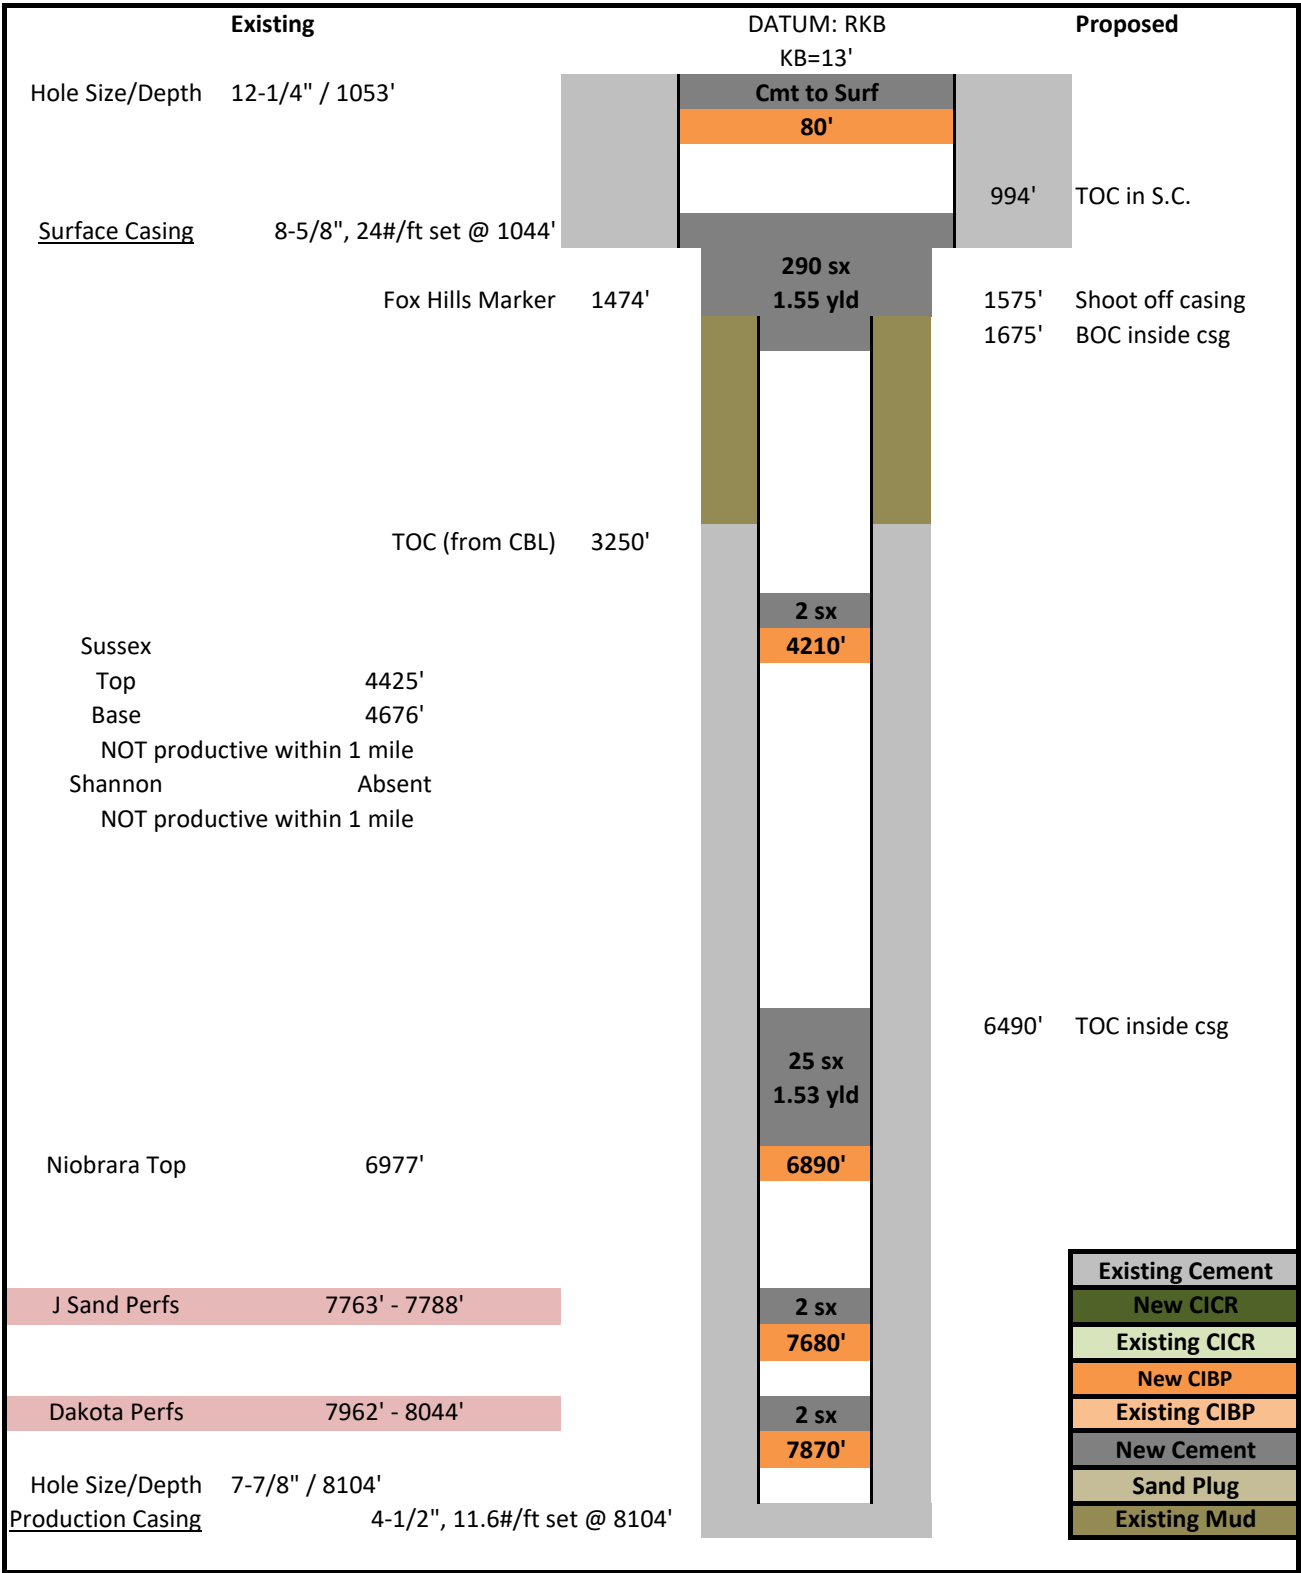 Existing DATUM: RKB Proposed
KB=13'
Hole Size/Depth 12-1/4" / 1053' Cmt to Surf
80'
994' TOC in S.C.
Surface Casing 8-5/8", 24#/ft set @ 1044'
290 sx
Fox Hills Marker 1474' 1.55 yld 1575' Shoot off casing
1675' BOC inside csg
TOC (from CBL) 3250'
2 sx
Sussex 4210'
Top 4425'
Base 4676'
NOT productive within 1 mile
Shannon Absent
NOT productive within 1 mile
6490' TOC inside csg
25 sx
1.53 yld
Niobrara Top 6977' 6890'
Existing Cement
J Sand Perfs 7763' - 7788' 2 sx New CICR
7680' Existing CICR
New CIBP
Dakota Perfs 7962' - 8044' 2 sx Existing CIBP
7870' New Cement
Hole Size/Depth 7-7/8" / 8104' Sand Plug
Production Casing 4-1/2", 11.6#/ft set @ 8104' Existing Mud